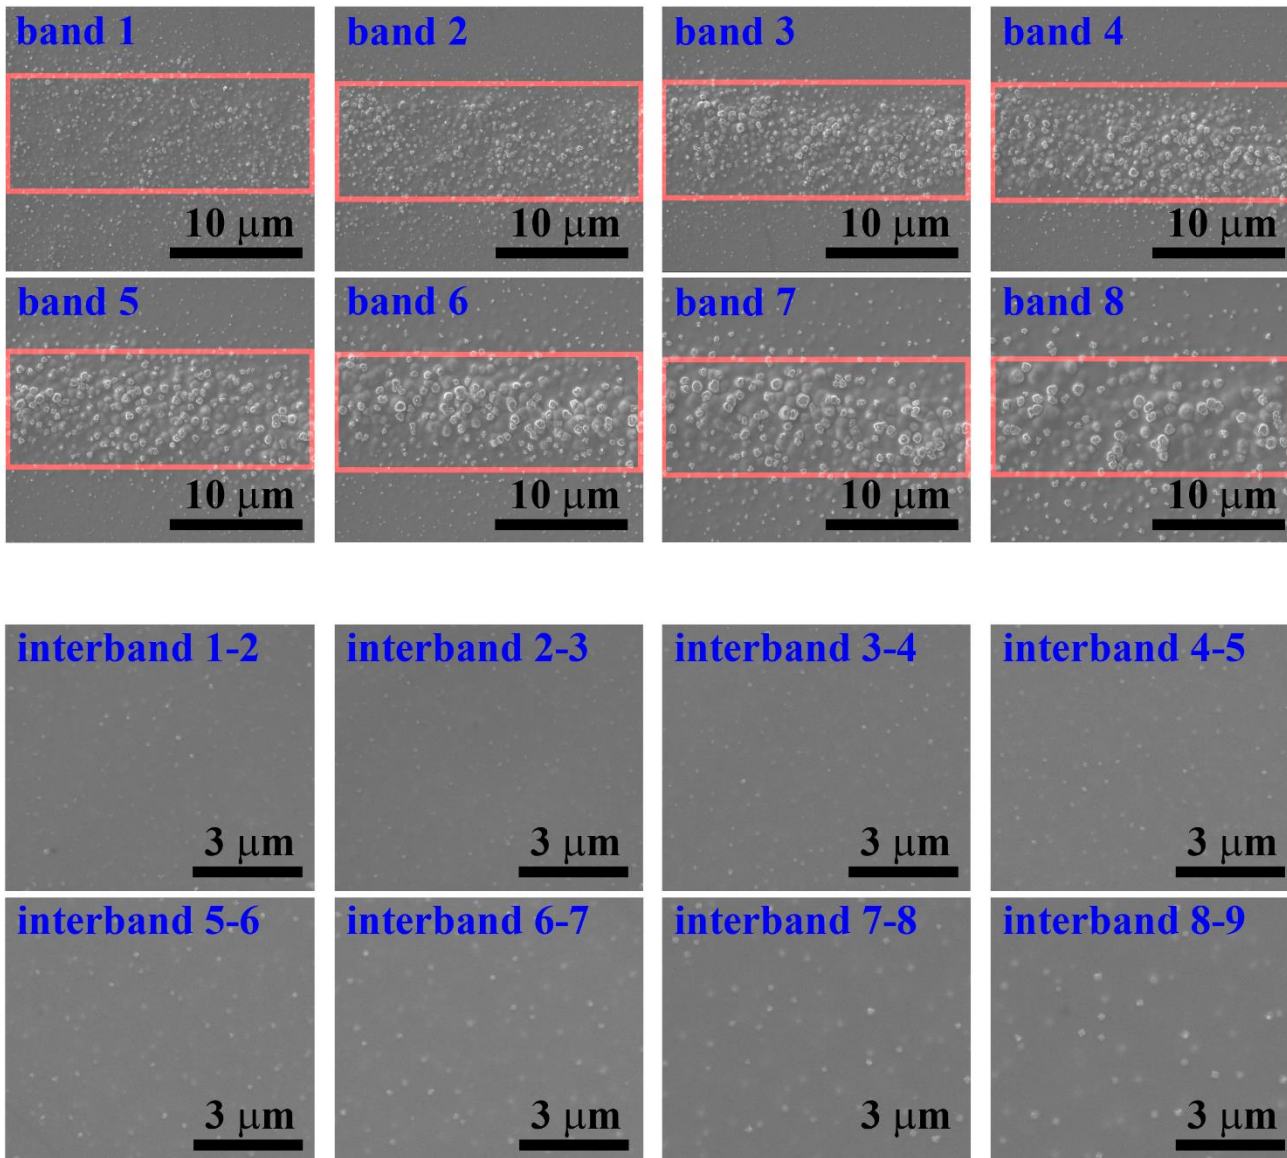 band 1
band 2
band 3
band 4
10 μm
10 μm
10 μm
10 μm
band 5
band 6
band 7
band 8
10 μm
10 μm
10 μm
10 μm
interband 1-2
interband 2-3
interband 3-4
interband 4-5
3 μm
3 μm
3 μm
3 μm
interband 5-6
interband 6-7
interband 7-8
interband 8-9
3 μm
3 μm
3 μm
3 μm